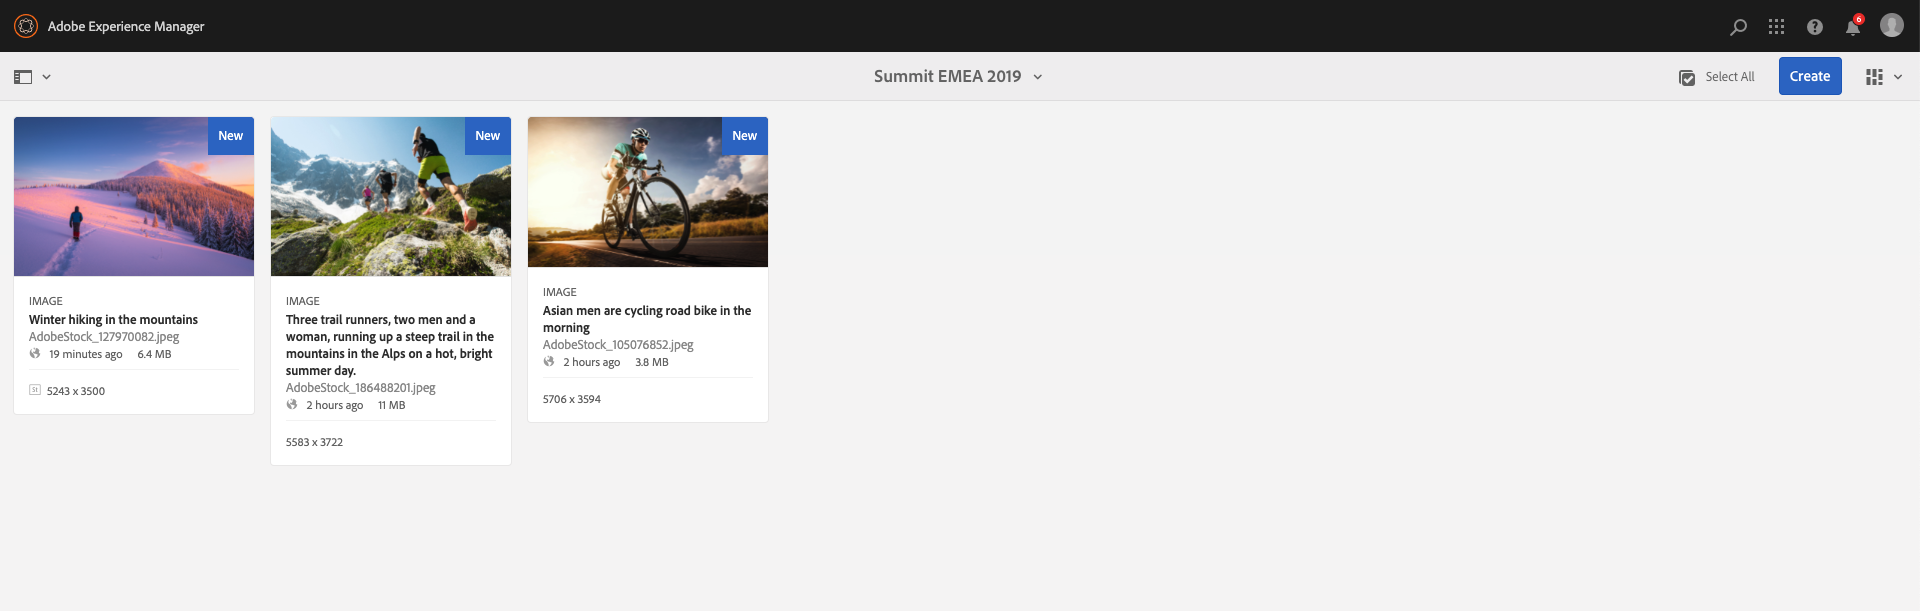 Adobe Experience Manager
6
Summit EMEA 2019
Select All
Create
New
IMAGE
Winter hiking in the mountains
AdobeStock_127970082.jpeg
19 minutes ago 6.4 MB
St 5243 x 3500
New
IMAGE
Three trail runners, two men and a
woman, running up a steep trail in the
mountains in the Alps on a hot, bright
summer day.
AdobeStock_186488201.jpeg
2 hours ago 11 MB
5583 x 3722
New
IMAGE
Asian men are cycling road bike in the
morning
AdobeStock_105076852.jpeg
2 hours ago 3.8 MB
5706 x 3594